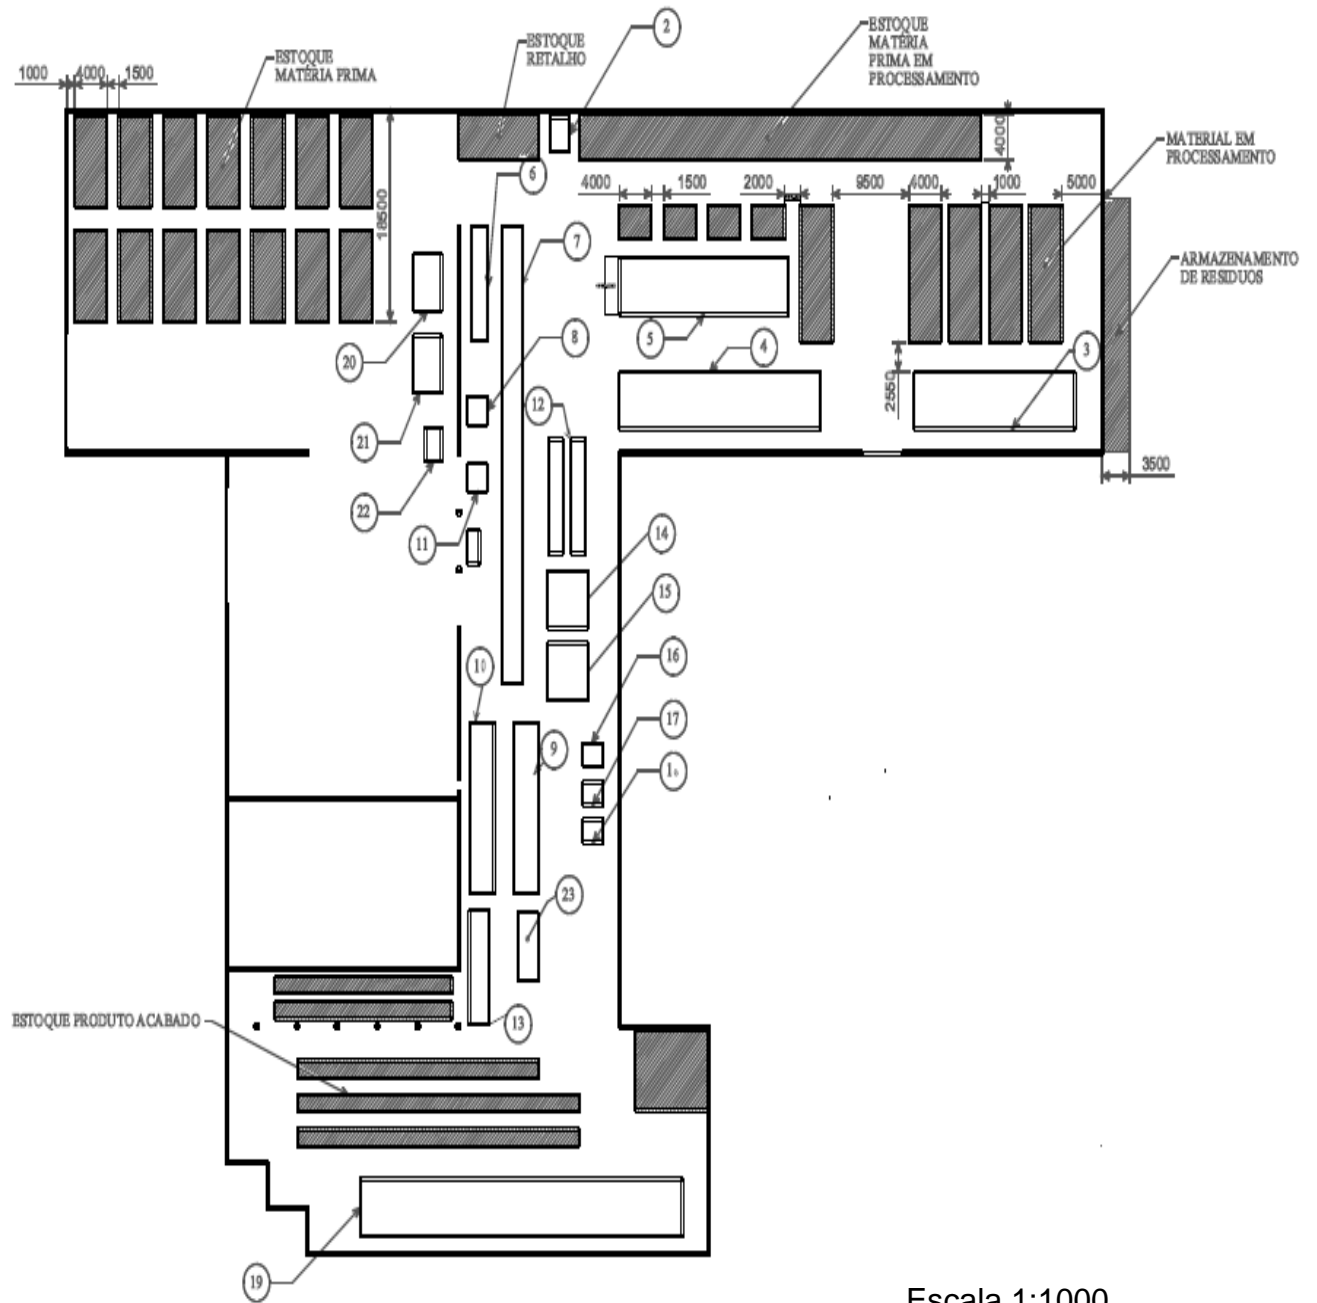 2
ESTOQUE
MATÉRIA
PRIMA EM
PROCESSAMENTO
ESTOQUE
RETALHO
ESTOQUE
MATÉRIA PRIMA
1000
4000
1500
4000
MATERIAL EM
PROCESSAMENTO
6
4000
1500
2000
9500
4000
1000
5000
18500
7
ARMAZENAMENTO
DE RESIDUOS
8
5
4
3
20
2550
12
21
3500
22
11
14
15
16
10
17
9
23
ESTOQUE PRODUTO ACABADO
13
19
Escala 1:1000